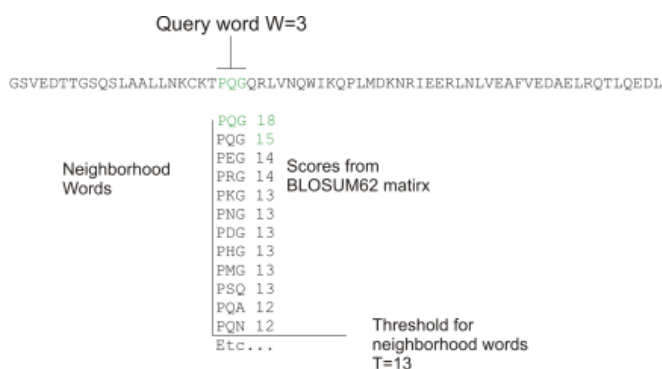 Query word W=3
GSVEDTTGSQSLAALLNKCKTPQGQRLVNQWIKQPLMDKNRIEERLNLVEAFVEDAELRQTLQEDL
PQG 18
PQG 15
PEG 14
PRG 14
PKG 13
PNG 13
PDG 13
PHG 13
PMG 13
PSQ 13
PQA 12
PQN 12
Etc...
Neighborhood
Words
Scores from
BLOSUM62 matirx
Threshold for
neighborhood words
T=13